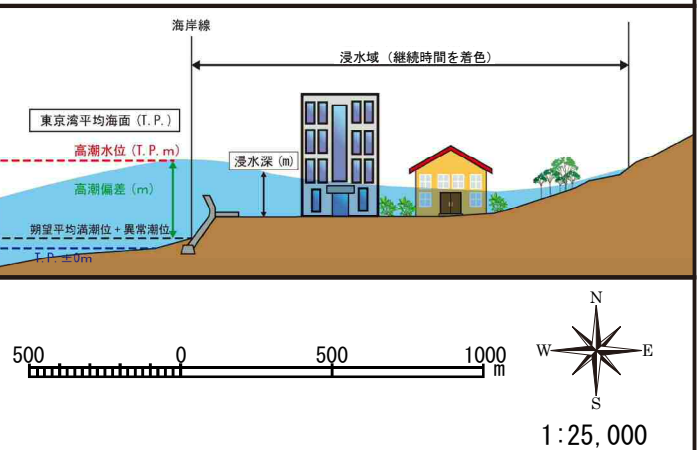 海岸線
浸水域（継続時間を着色）
東京湾平均海面（T.P.）
高潮水位（T.P. m）
浸水深（m）
高潮偏差（m）
朔望平均満潮位＋異常潮位
T.P.±0m
500 0 500 1000
m
N
W E
S
1:25,000